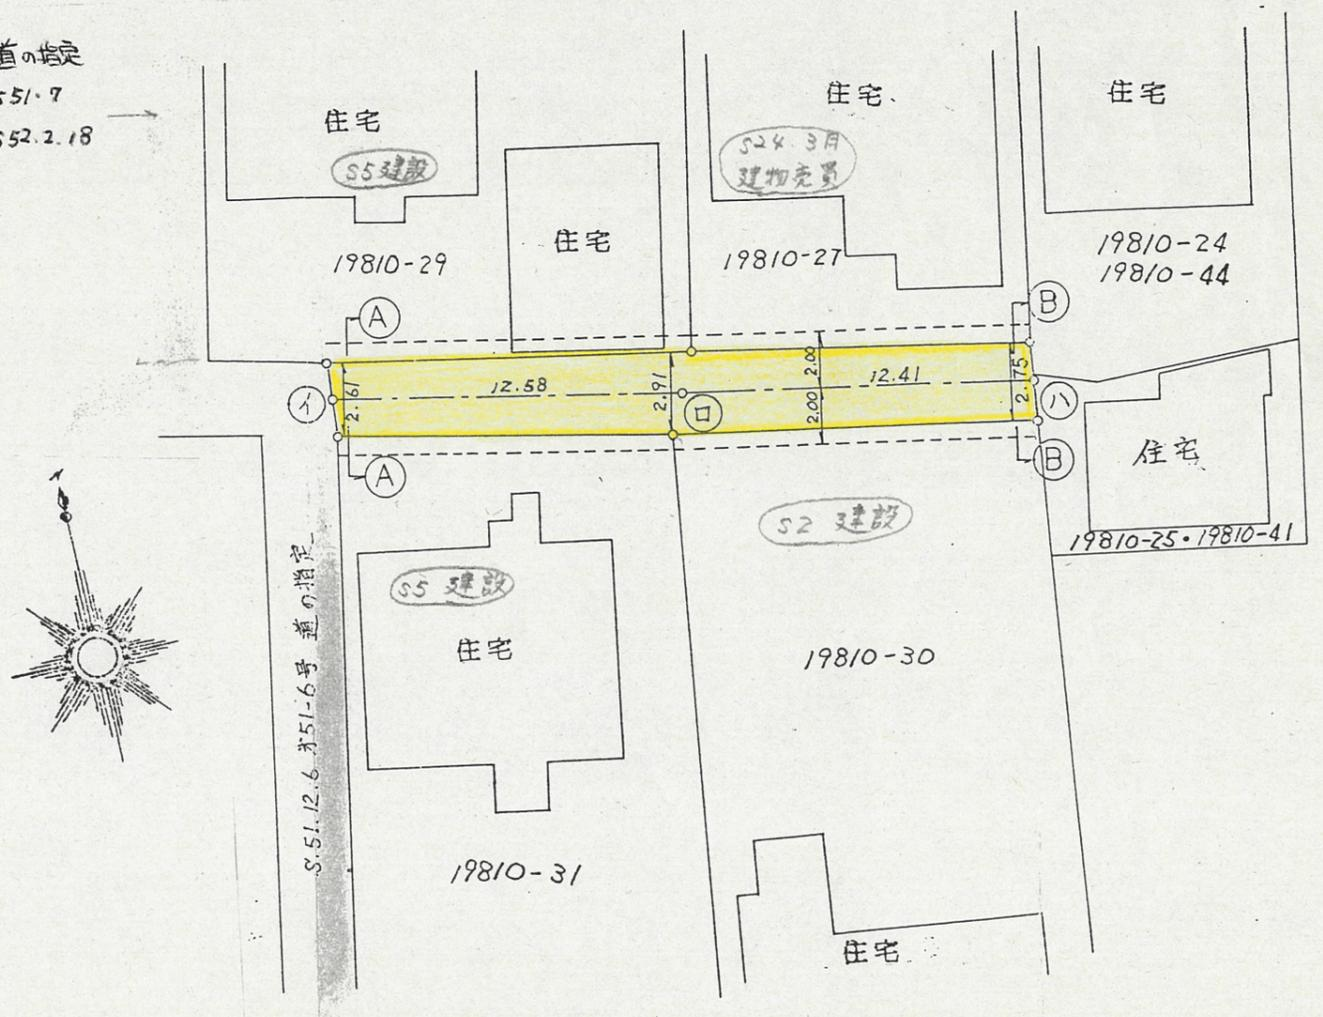 道の指定
S51.7
S52.2.18
住宅
S5建設
19810-29
住宅
住宅
S24.3月
建物売買
19810-27
住宅
19810-24
19810-44
A
B
イ
2.61
12.58
2.91
ロ
2.00
2.00
12.41
2.75
ハ
A
B
住宅
19810-25・19810-41
S2 建設
S5 建設
住宅
19810-30
S.51.12.6 第51-6号 道の指定
19810-31
住宅